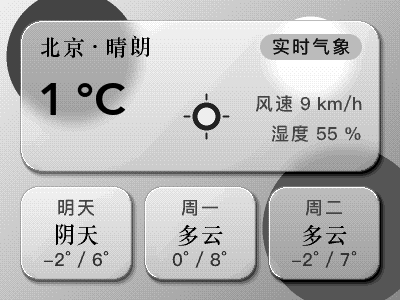 北京 · 晴朗
实时气象
1 °C
风速 9 km/h
湿度 55 %
明天
阴天
−2° / 6°
周一
多云
0° / 8°
周二
多云
−2° / 7°